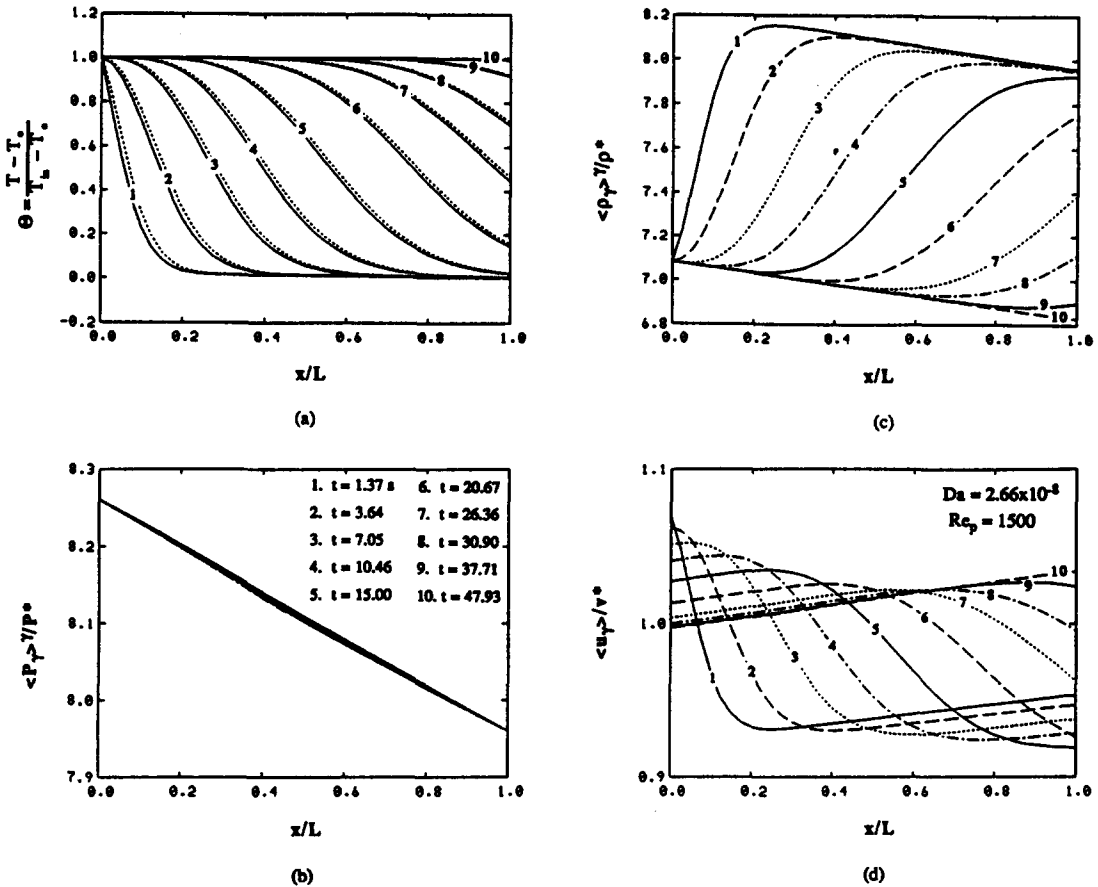 1.2
1.0
0.8
0.6
0.4
0.2
0.0
-0.2
Θ = T - T_o / T_in - T_o
1
2
3
4
5
6
7
8
9
10
0.0 0.2 0.4 0.6 0.8 1.0
x/L
(a)
8.2
8.0
7.8
7.6
7.4
7.2
7.0
6.8
<ρ_γ>^γ/ρ*
1
2
3
4
5
6
7
8
9
10
0.0 0.2 0.4 0.6 0.8 1.0
x/L
(c)
8.3
8.2
8.1
8.0
7.9
<P_γ>^γ/P*
1. t = 1.37 s 6. t = 20.67
2. t = 3.64 7. t = 26.36
3. t = 7.05 8. t = 30.90
4. t = 10.46 9. t = 37.71
5. t = 15.00 10. t = 47.93
0.0 0.2 0.4 0.6 0.8 1.0
x/L
(b)
1.1
1.0
0.9
<u_γ>/v*
Da = 2.66x10^-8
Re_p = 1500
1
2
3
4
5
6
7
8
9
10
0.0 0.2 0.4 0.6 0.8 1.0
x/L
(d)